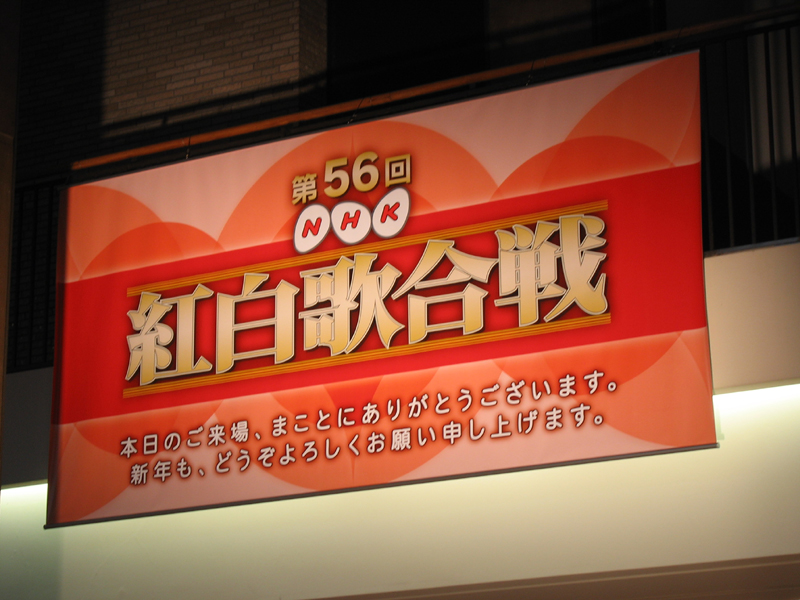 第56回
NHK
紅白歌合戦
本日のご来場、まことにありがとうございます。
新年も、どうぞよろしくお願い申し上げます。